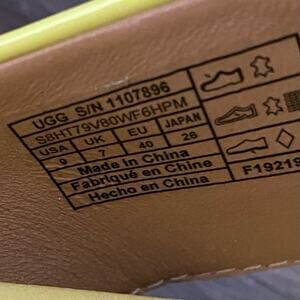 UGG S/N 1107896
S8HT79V80WF6HPM
USA UK EU JAPAN
9 7 40 26
Made in China
Fabriqué en Chine
Hecho en China
F19219